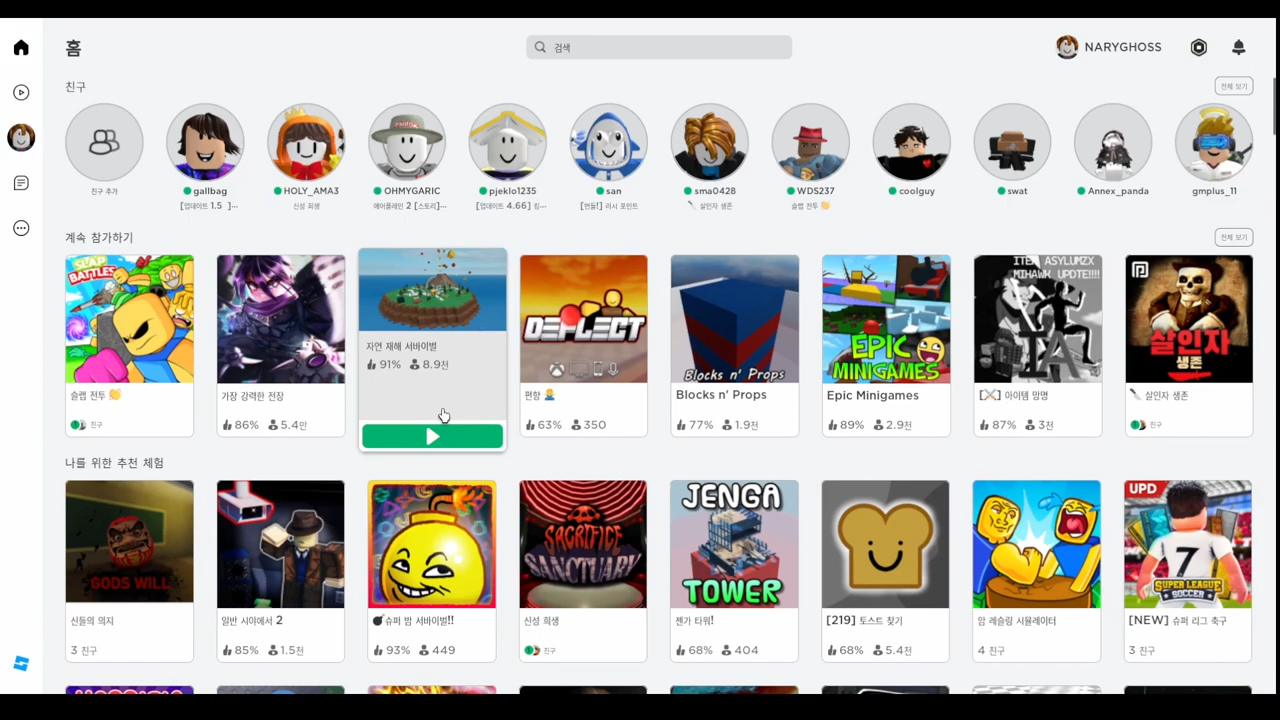 홈
검색
NARYGHOSS
친구
전체 보기
친구 추가
gallbag
[업데이트 1.5 ]...
HOLY_AMA3
신성 희생
OHMYGARIC
에어플레인 2 [스토리]...
pjeklo1235
[업데이트 4.66] 킹...
san
[번들!] 러시 포인트
sma0428
살인자 생존
WDS237
슬랩 전투 👏
coolguy
swat
Annex_panda
gmplus_11
계속 참가하기
전체 보기
SLAP
BATTLES
슬랩 전투 👏
친구
가장 강력한 전장
86% 5.4만
자연 재해 서바이벌
91% 8.9천
DEFLECT
편향
63% 350
Blocks n' Props
Blocks n' Props
77% 1.9천
EPIC
MINIGAMES
Epic Minigames
89% 2.9천
ITEM ASYLUMZX
MIHAWK UPDTE!!!!
IA
[⚔] 아이템 망명
87% 3천
살인자
생존
살인자 생존
친구
나를 위한 추천 체험
GODS WILL
신들의 의지
3 친구
일반 시야에서 2
85% 1.5천
💣슈퍼 밤 서바이벌!!
93% 449
SACRIFICE
SANCTUARY
신성 희생
친구
JENGA
TOWER
젠가 타워!
68% 404
[219] 토스트 찾기
68% 5.4천
암 레슬링 시뮬레이터
4 친구
UPD
7
SUPER LEAGUE
SOCCER
[NEW] 슈퍼 리그 축구
3 친구